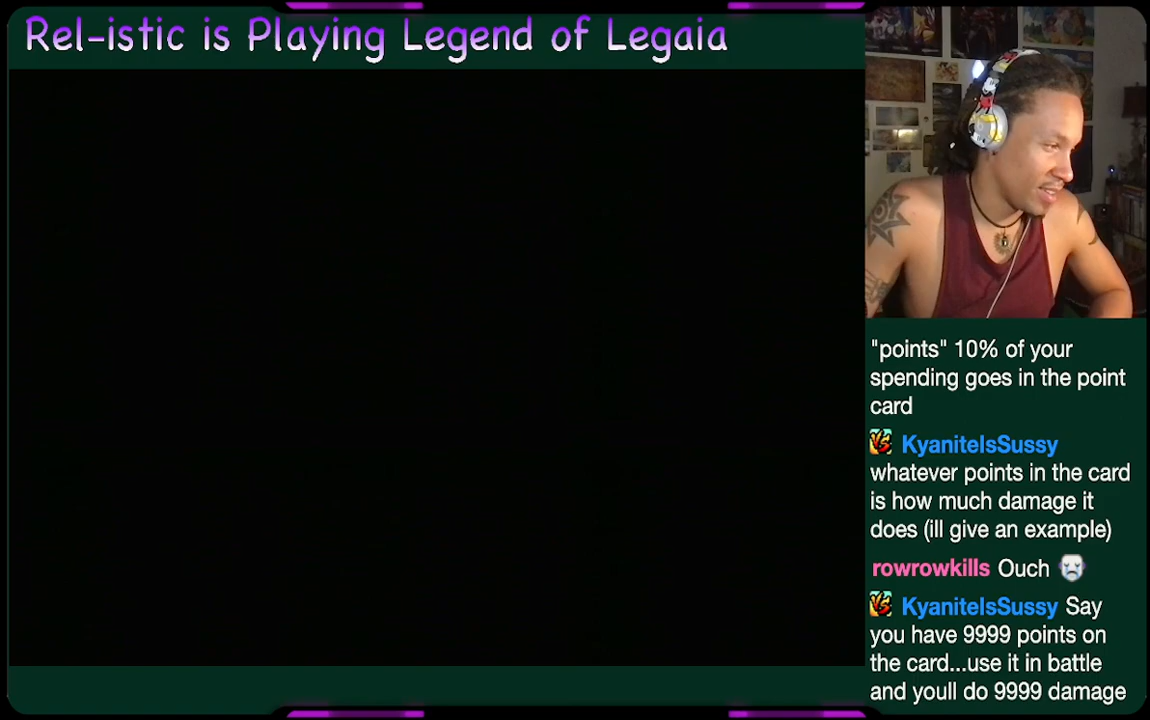 Rel-istic is Playing Legend of Legaia
"points" 10% of your
spending goes in the point
card
KyaniteIsSussy
whatever points in the card
is how much damage it
does (ill give an example)
rowrowkills Ouch
KyaniteIsSussy Say
you have 9999 points on
the card...use it in battle
and youll do 9999 damage